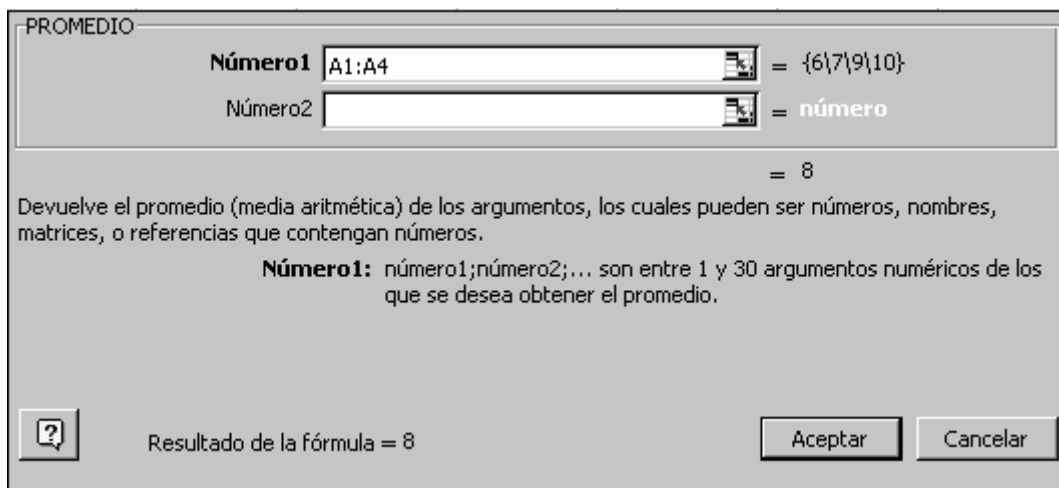 PROMEDIO
Número1 A1:A4 = {6\7\9\10}
Número2 = número
= 8
Devuelve el promedio (media aritmética) de los argumentos, los cuales pueden ser números, nombres,
matrices, o referencias que contengan números.
Número1: número1;número2;... son entre 1 y 30 argumentos numéricos de los
que se desea obtener el promedio.
? Resultado de la fórmula = 8 Aceptar Cancelar